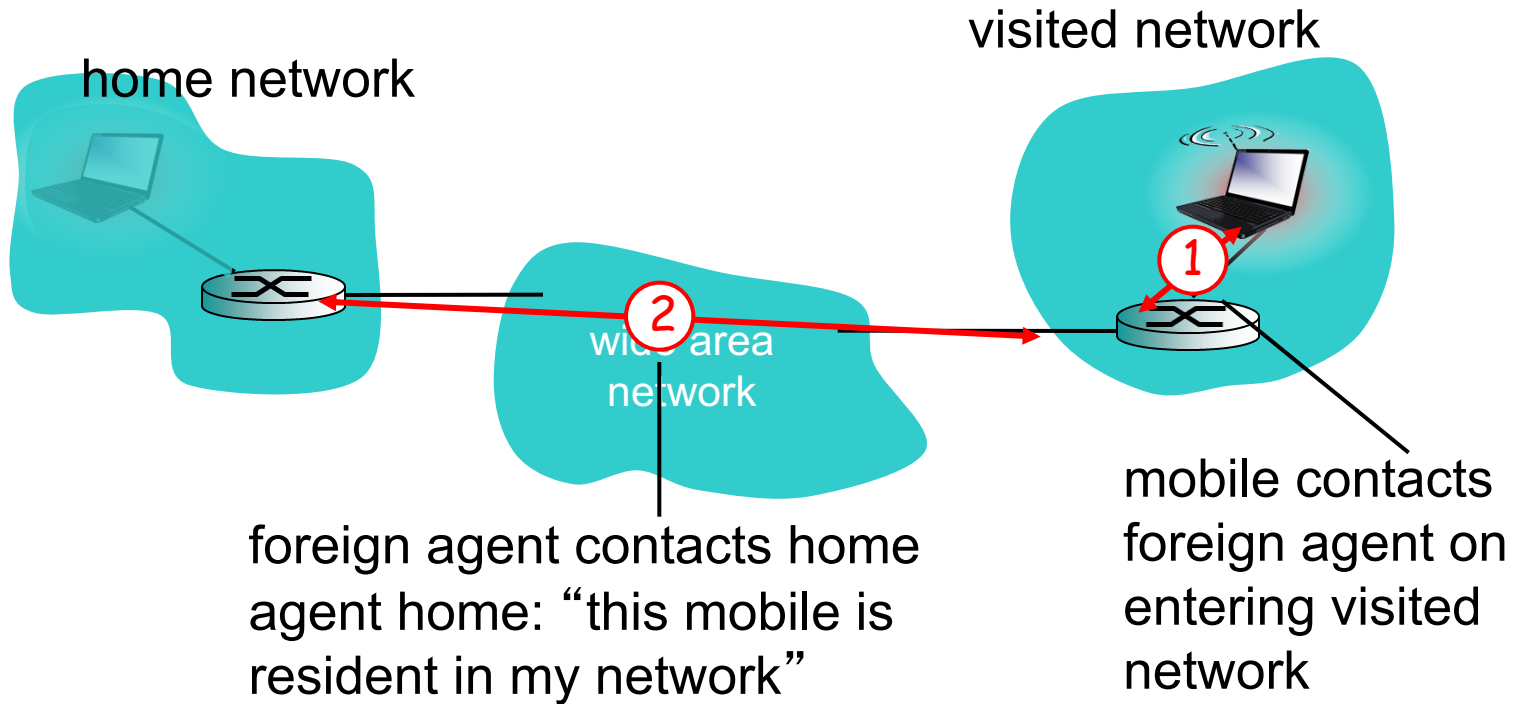 visited network
home network
1
2
wide area
network
foreign agent contacts home
agent home: “this mobile is
resident in my network”
mobile contacts
foreign agent on
entering visited
network